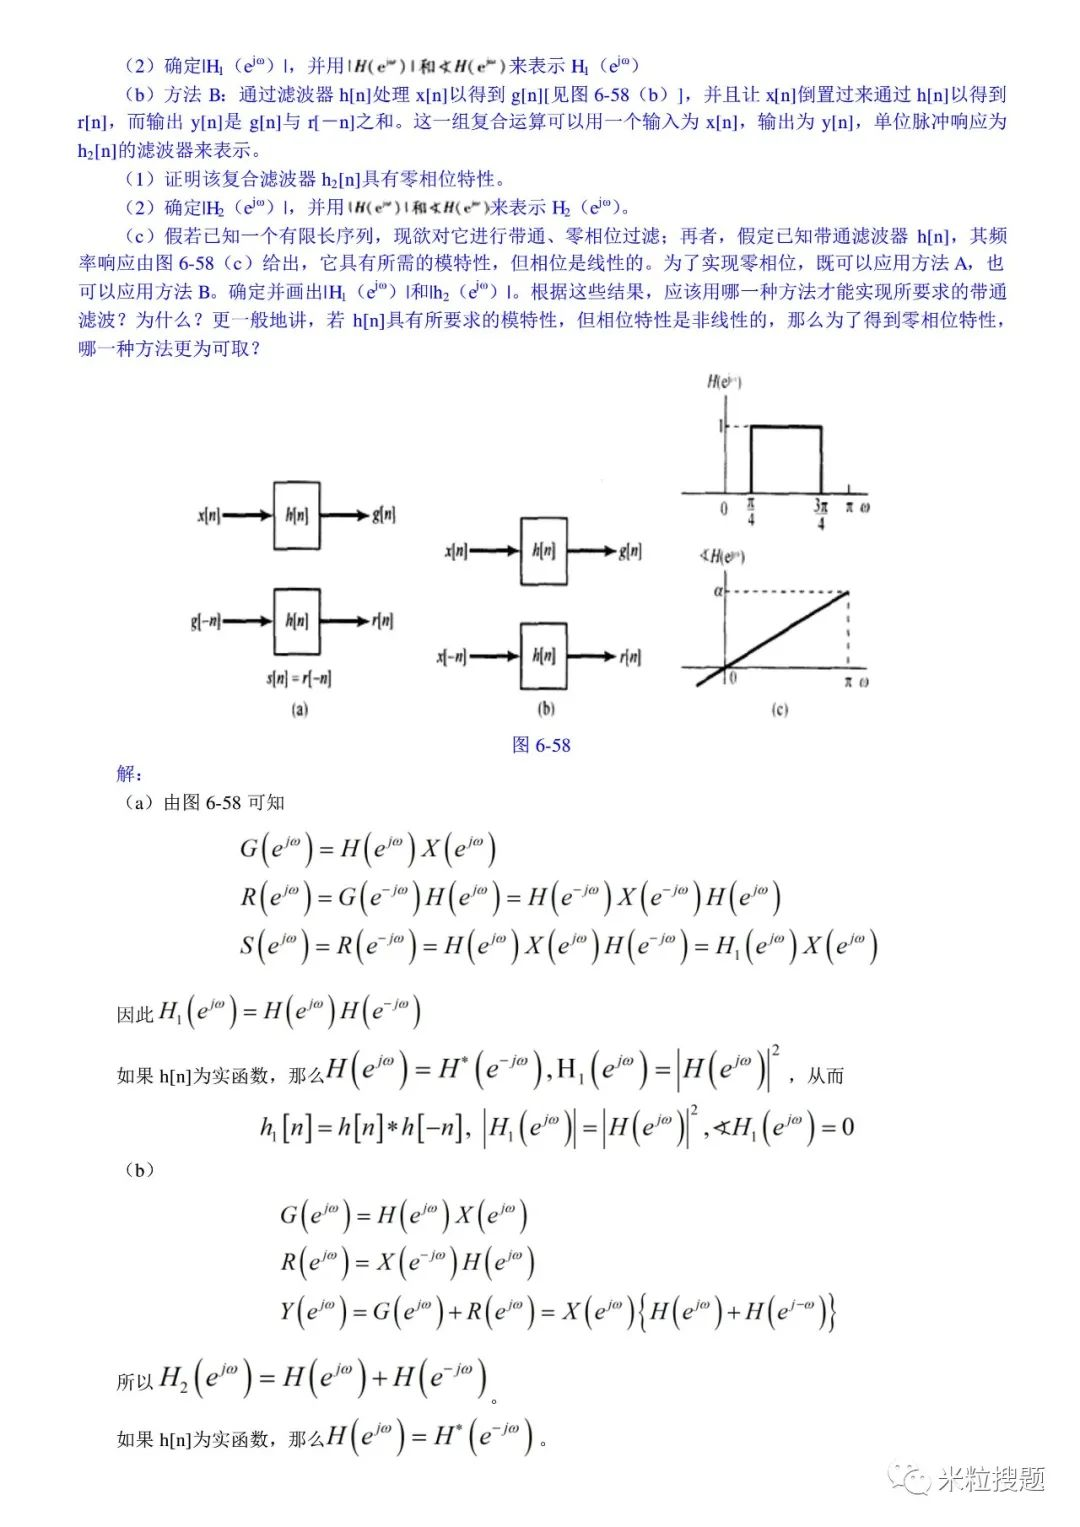 (2)确定|H₁(e^jω)|,并用|H(e^jω)|和∢H(e^jω)来表示 H₁(e^jω)
(b)方法 B:通过滤波器 h[n]处理 x[n]以得到 g[n][见图 6-58(b)],并且让 x[n]倒置过来通过 h[n]以得到
r[n],而输出 y[n]是 g[n]与 r[－n]之和。这一组复合运算可以用一个输入为 x[n],输出为 y[n],单位脉冲响应为
h₂[n]的滤波器来表示。
(1)证明该复合滤波器 h₂[n]具有零相位特性。
(2)确定|H₂(e^jω)|,并用|H(e^jω)|和∢H(e^jω)来表示 H₂(e^jω)。
(c)假若已知一个有限长序列,现欲对它进行带通、零相位过滤;再者,假定已知带通滤波器 h[n],其频
率响应由图 6-58(c)给出,它具有所需的模特性,但相位是线性的。为了实现零相位,既可以应用方法 A,也
可以应用方法 B。确定并画出|H₁(e^jω)|和|h₂(e^jω)|。根据这些结果,应该用哪一种方法才能实现所要求的带通
滤波?为什么?更一般地讲,若 h[n]具有所要求的模特性,但相位特性是非线性的,那么为了得到零相位特性,
哪一种方法更为可取?
x[n] h[n] g[n]
g[-n] h[n] r[n]
s[n] = r[-n]
(a)
x[n] h[n] g[n]
x[-n] h[n] r[n]
(b)
H(e^jω)
1
0 π/4 3π/4 π ω
∢H(e^jω)
α
0 π ω
(c)
图 6-58
解:
(a)由图 6-58 可知
G(e^jω) = H(e^jω) X(e^jω)
R(e^jω) = G(e^-jω) H(e^jω) = H(e^-jω) X(e^-jω) H(e^jω)
S(e^jω) = R(e^-jω) = H(e^jω) X(e^jω) H(e^-jω) = H₁(e^jω) X(e^jω)
因此 H₁(e^jω) = H(e^jω) H(e^-jω)
如果 h[n]为实函数,那么 H(e^jω) = H*(e^-jω), H₁(e^jω) = |H(e^jω)|² ,从而
h₁[n] = h[n]*h[−n], |H₁(e^jω)| = |H(e^jω)|², ∢H₁(e^jω) = 0
(b)
G(e^jω) = H(e^jω) X(e^jω)
R(e^jω) = X(e^-jω) H(e^jω)
Y(e^jω) = G(e^jω) + R(e^jω) = X(e^jω){H(e^jω) + H(e^j-ω)}
所以 H₂(e^jω) = H(e^jω) + H(e^-jω)。
如果 h[n]为实函数,那么 H(e^jω) = H*(e^-jω)。
米粒搜题